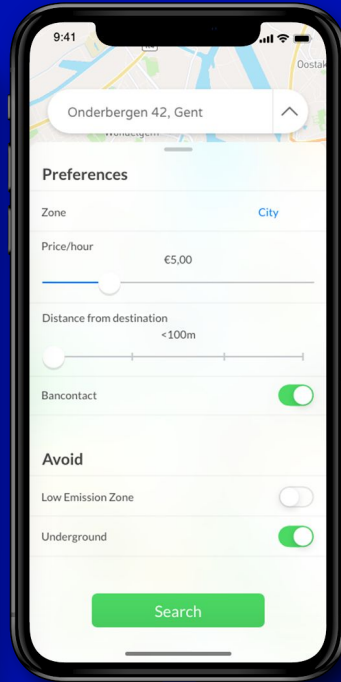 9:41
Oostak
Onderbergen 42, Gent
Wondelgem
Preferences
Zone City
Price/hour
€5,00
Distance from destination
<100m
Bancontact
Avoid
Low Emission Zone
Underground
Search